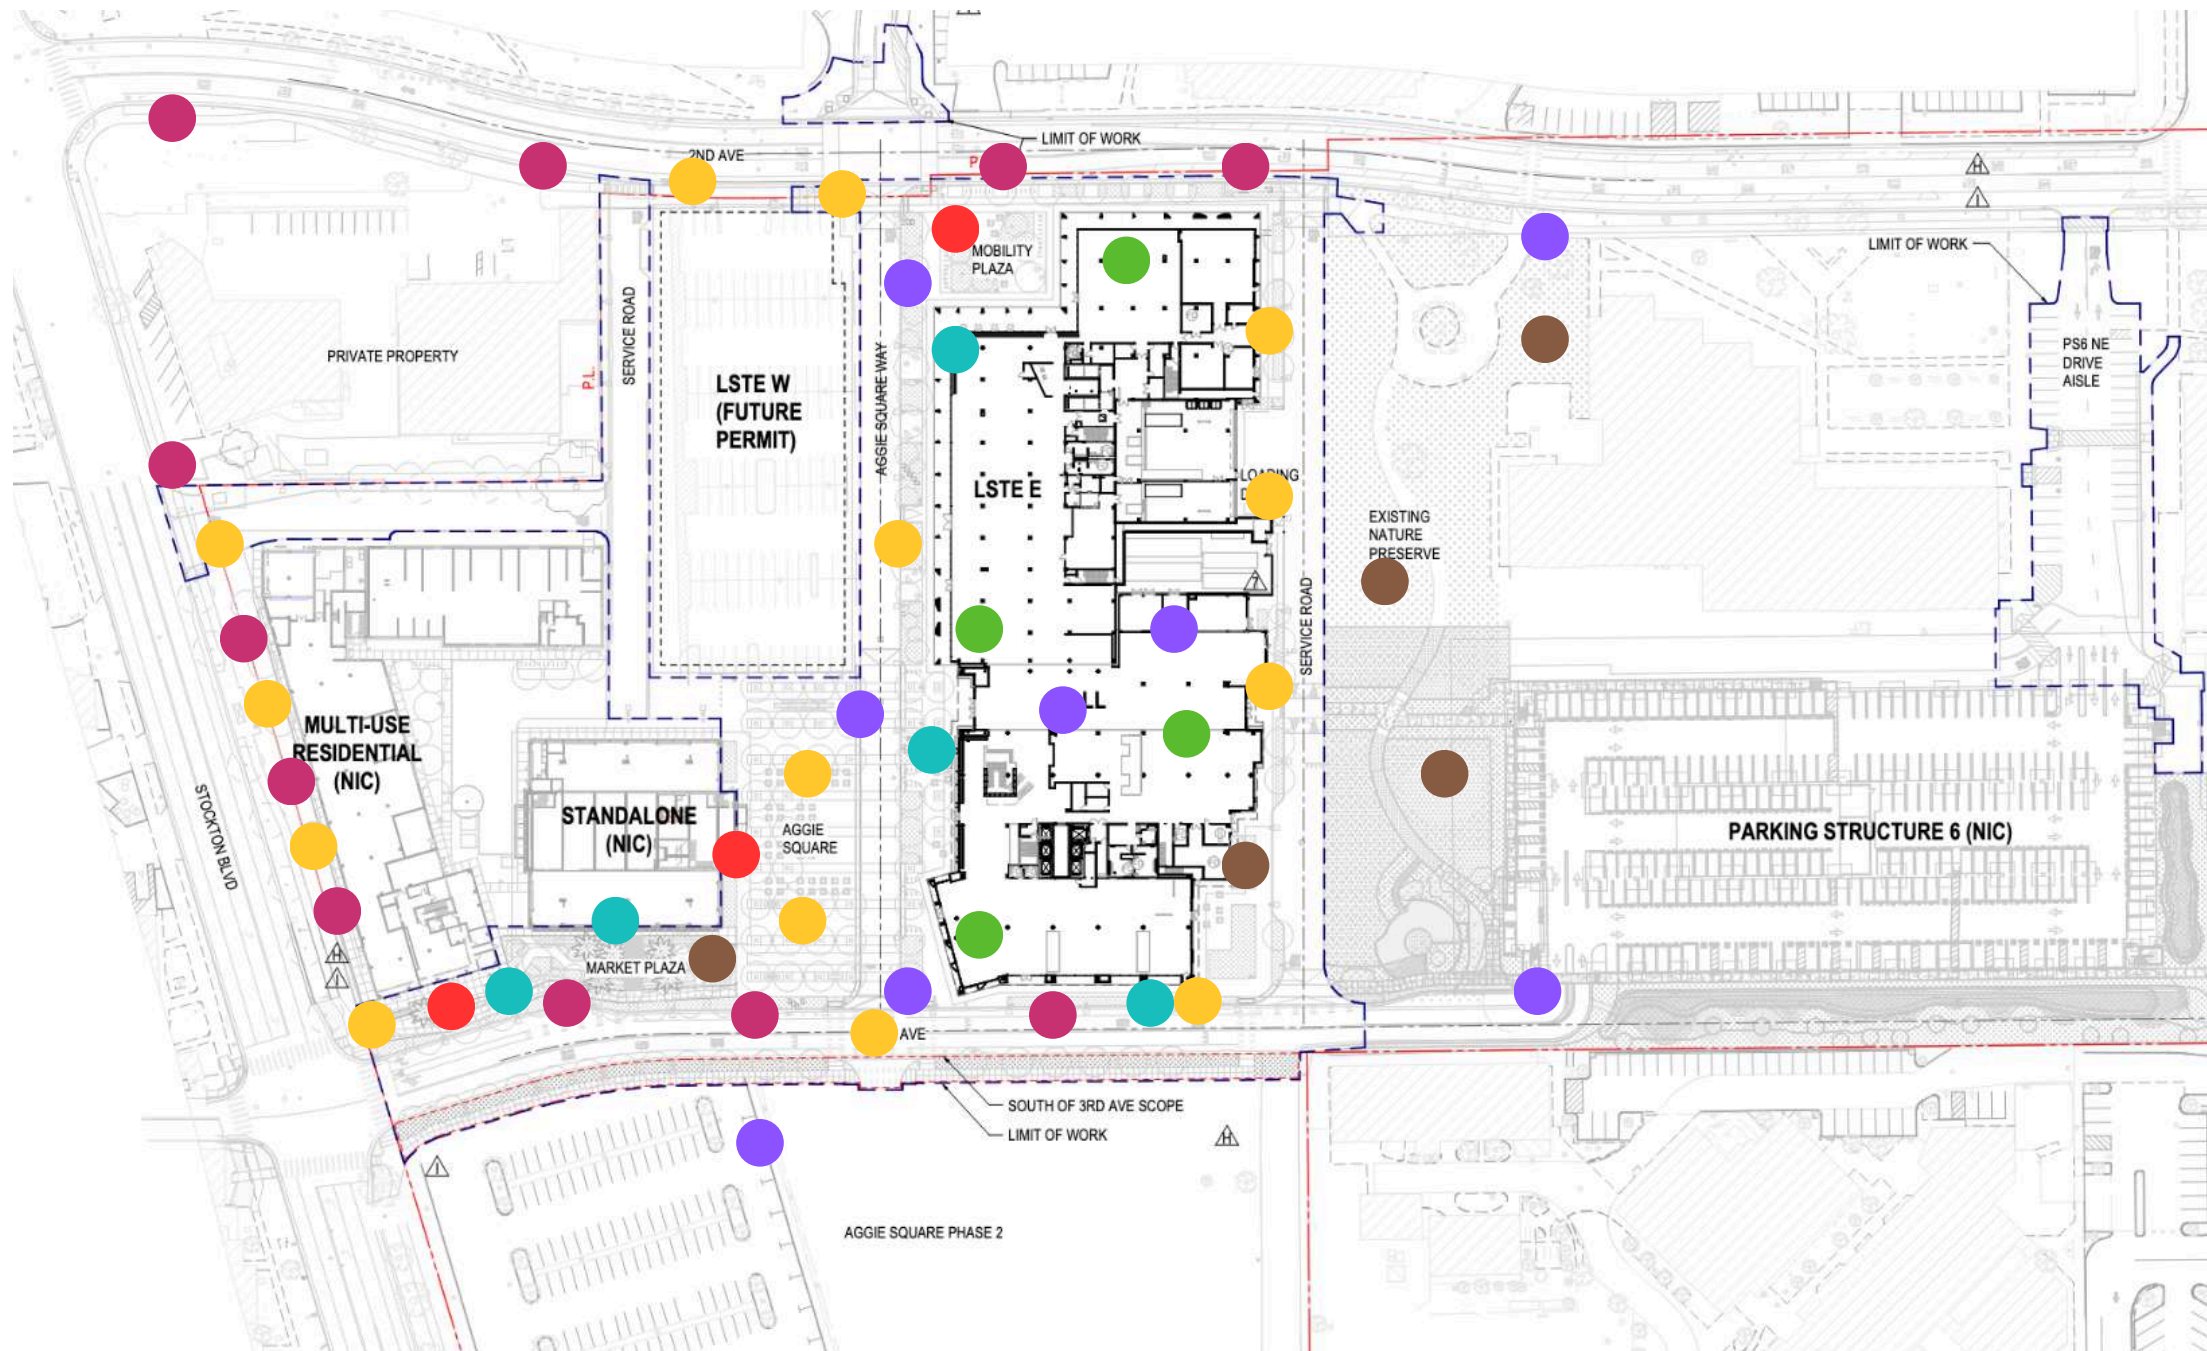 LIMIT OF WORK
2ND AVE
P
H
I
MOBILITY
PLAZA
LIMIT OF WORK
SERVICE ROAD
PRIVATE PROPERTY
P.L.
AGGIE SQUARE WAY
PS6 NE
DRIVE
AISLE
LSTE W
(FUTURE
PERMIT)
LOADING
D
LSTE E
EXISTING
NATURE
PRESERVE
7
SERVICE ROAD
LL
MULTI-USE
RESIDENTIAL
(NIC)
STOCKTON BLVD
STANDALONE
(NIC)
AGGIE
SQUARE
PARKING STRUCTURE 6 (NIC)
H
I
MARKET PLAZA
AVE
SOUTH OF 3RD AVE SCOPE
LIMIT OF WORK
H
I
AGGIE SQUARE PHASE 2